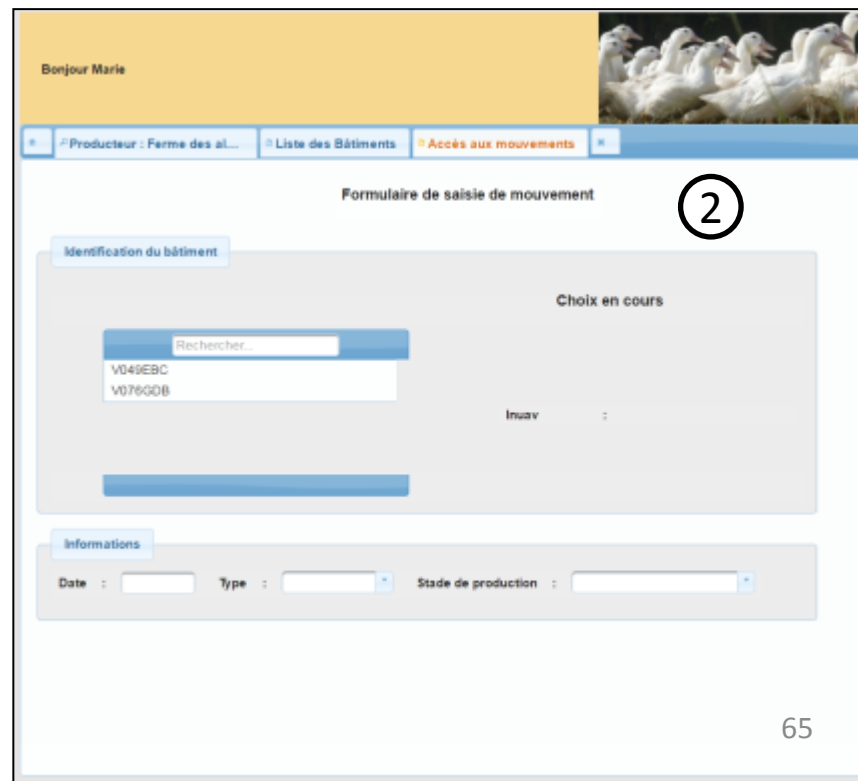 Bonjour Marie
Producteur : Ferme des al... Liste des Bâtiments Accès aux mouvements
Formulaire de saisie de mouvement
2
Identification du bâtiment
Choix en cours
Rechercher...
V049EBC
V076GDB
Inuav :
Informations
Date : Type : Stade de production :
65